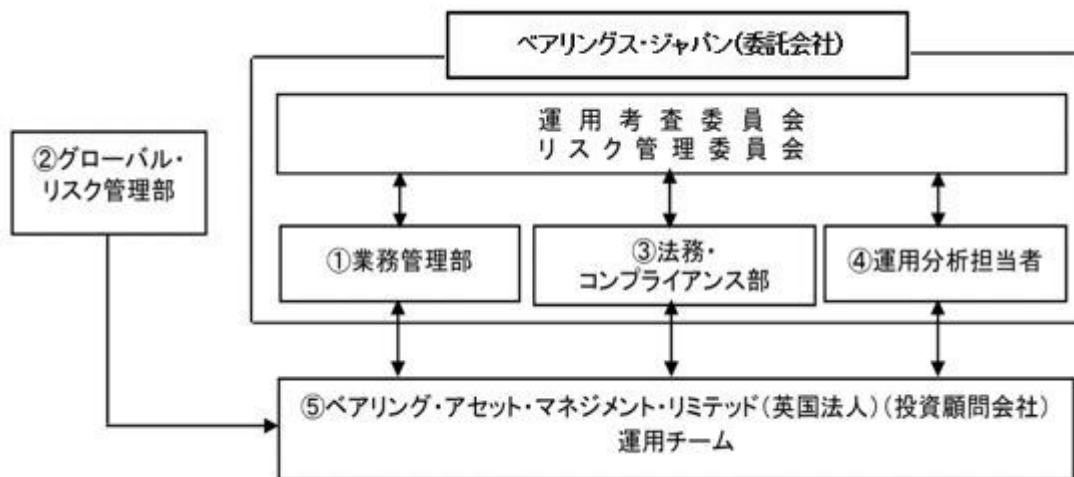 ベアリングス・ジャパン(委託会社)
運用考査委員会
リスク管理委員会
②グローバル・
リスク管理部
①業務管理部
③法務・
コンプライアンス部
④運用分析担当者
⑤ベアリング・アセット・マネジメント・リミテッド(英国法人)(投資顧問会社)
運用チーム